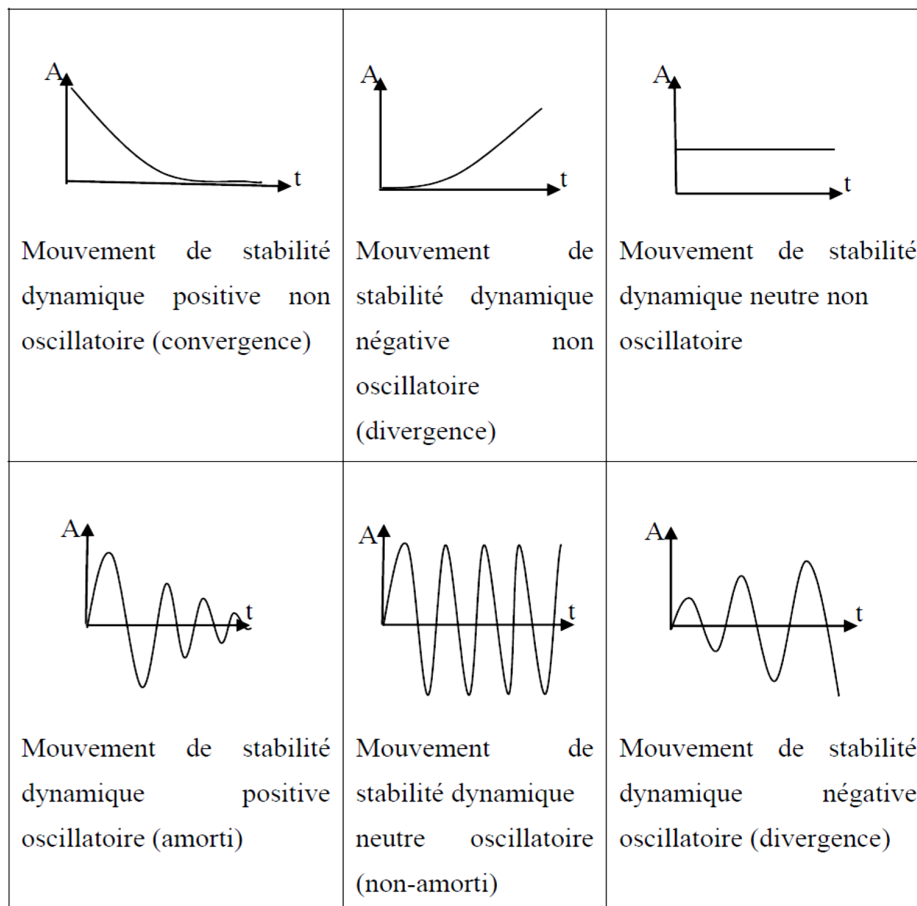 A
t
Mouvement de stabilité
dynamique positive non
oscillatoire (convergence)
A
t
Mouvement de
stabilité dynamique
négative non
oscillatoire
(divergence)
A
t
Mouvement de stabilité
dynamique neutre non
oscillatoire
A
t
Mouvement de stabilité
dynamique positive
oscillatoire (amorti)
A
t
Mouvement de
stabilité dynamique
neutre oscillatoire
(non-amorti)
A
t
Mouvement de stabilité
dynamique négative
oscillatoire (divergence)